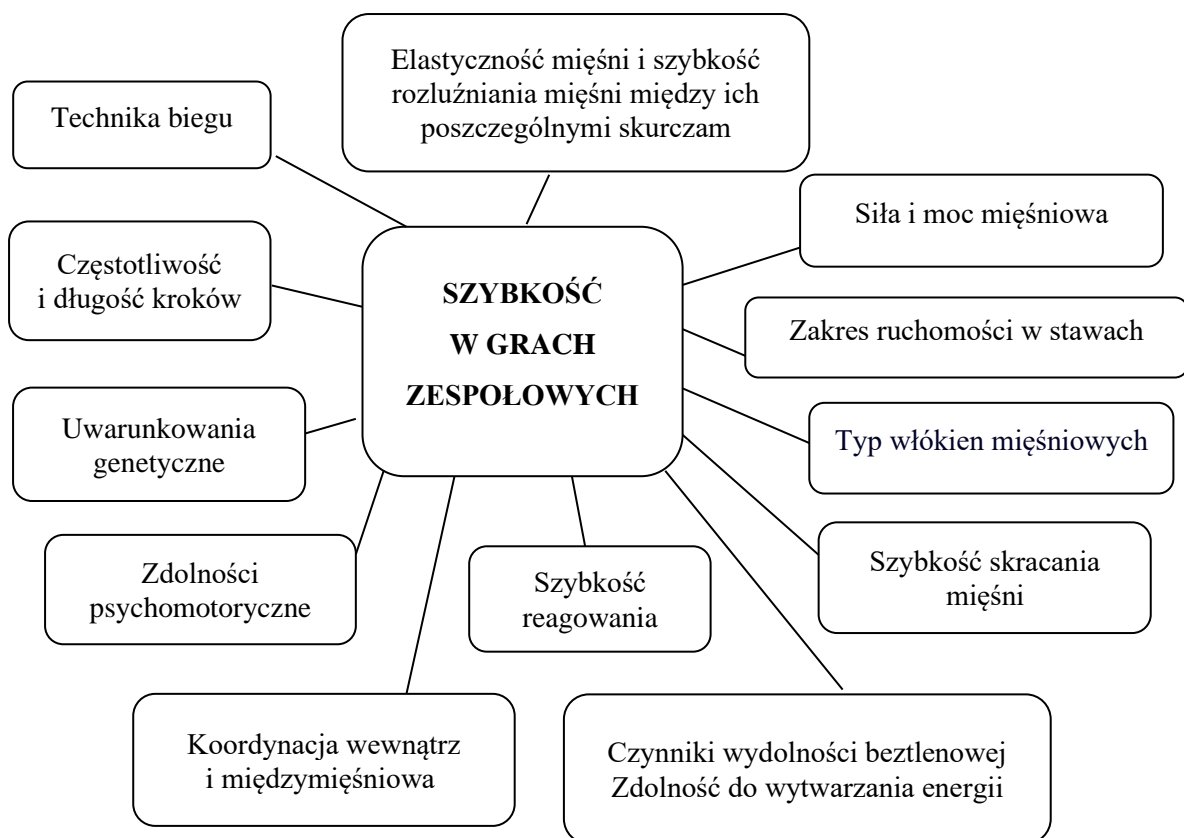 Elastyczność mięśni i szybkość
rozluźniania mięśni między ich
poszczególnymi skurczam
Technika biegu
Siła i moc mięśniowa
Częstotliwość
i długość kroków
SZYBKOŚĆ
W GRACH
ZESPOŁOWYCH
Zakres ruchomości w stawach
Uwarunkowania
genetyczne
Typ włókien mięśniowych
Zdolności
psychomotoryczne
Szybkość
reagowania
Szybkość skracania
mięśni
Koordynacja wewnątrz
i międzymięśniowa
Czynniki wydolności beztlenowej
Zdolność do wytwarzania energii